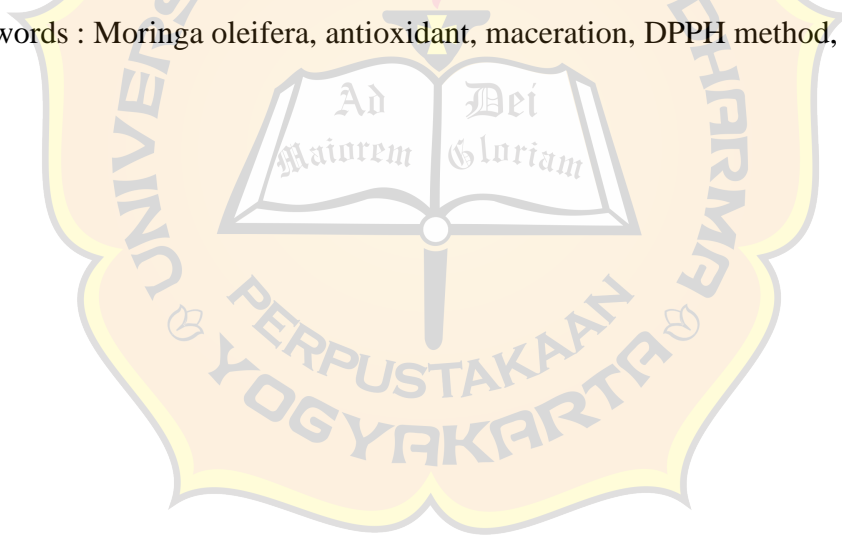 words : Moringa oleifera, antioxidant, maceration, DPPH method,
Ad Dei
Maiorem Gloriam
PERPUSTAKAAN
YOGYAKARTA